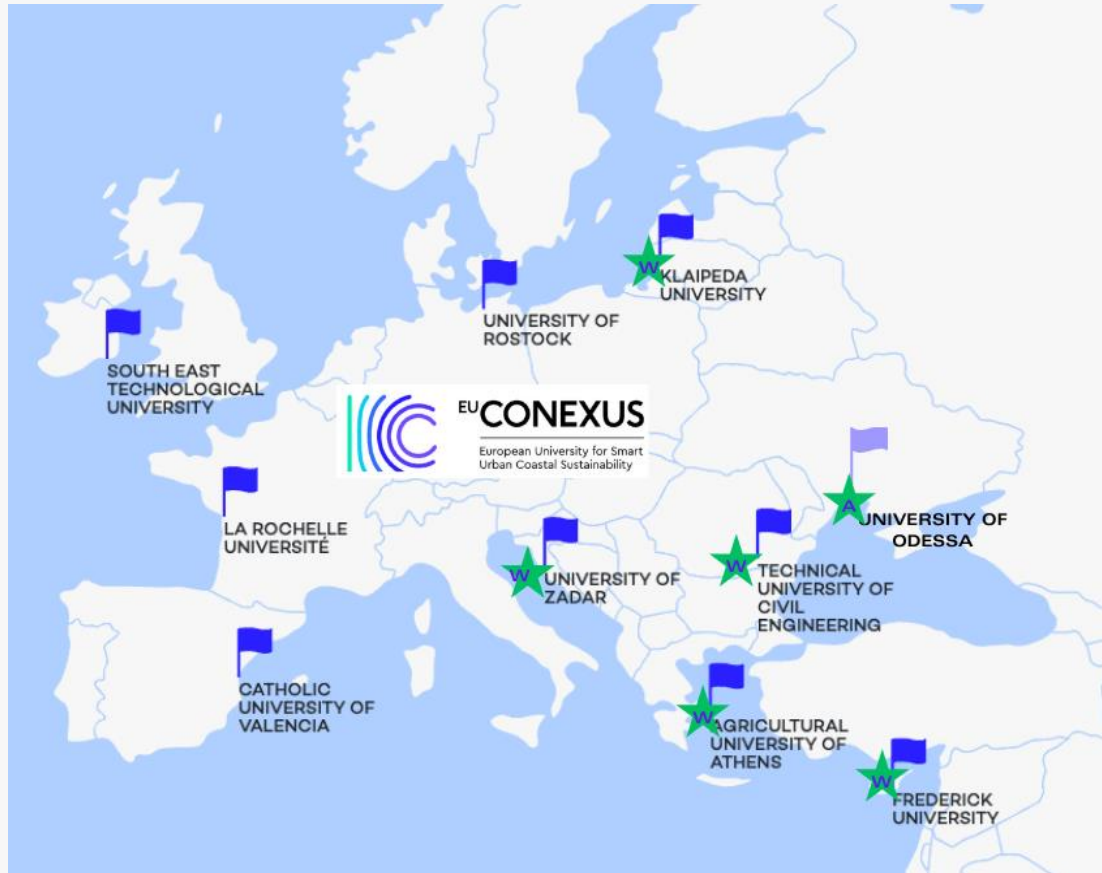 W
KLAIPEDA
UNIVERSITY
UNIVERSITY OF
ROSTOCK
SOUTH EAST
TECHNOLOGICAL
UNIVERSITY
EU CONEXUS
European University for Smart
Urban Coastal Sustainability
LA ROCHELLE
UNIVERSITÉ
A
UNIVERSITY OF
ODESSA
W
UNIVERSITY OF
ZADAR
W
TECHNICAL
UNIVERSITY OF
CIVIL
ENGINEERING
CATHOLIC
UNIVERSITY OF
VALENCIA
W
AGRICULTURAL
UNIVERSITY OF
ATHENS
W
FREDERICK
UNIVERSITY